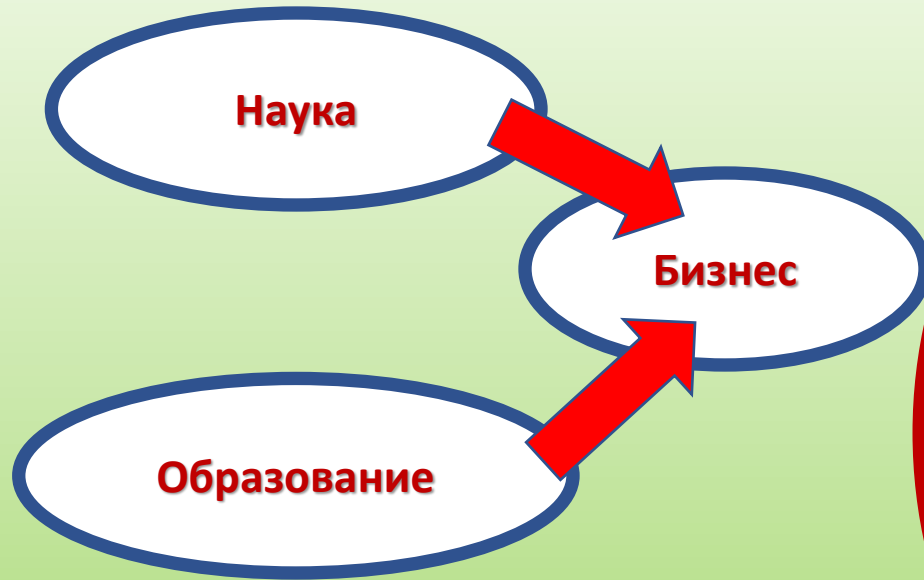 Наука
Бизнес
Образование